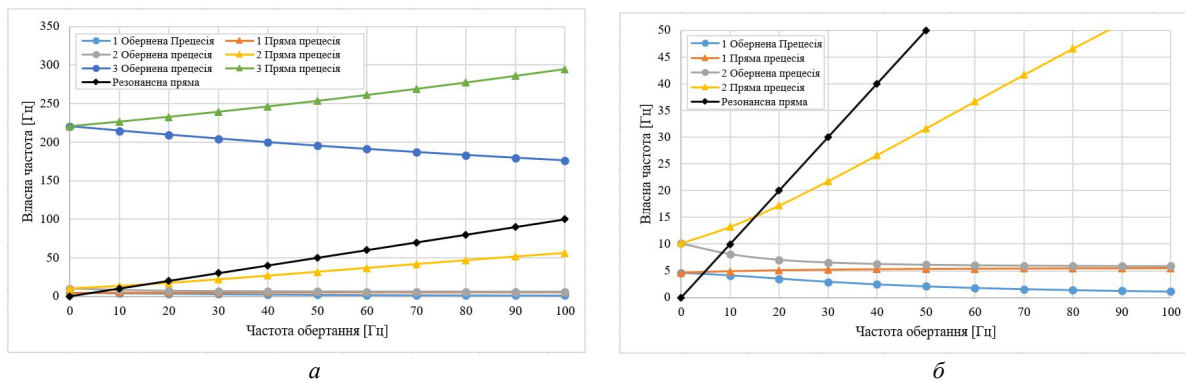 350
300
250
200
150
100
50
0
Власна частота [Гц]
1 Обернена Прецесія
1 Пряма прецесія
2 Обернена Прецесія
2 Пряма прецесія
3 Обернена прецесія
3 Пряма прецесія
Резонансна пряма
0 10 20 30 40 50 60 70 80 90 100
Частота обертання [Гц]
а
50
45
40
35
30
25
20
15
10
5
0
Власна частота [Гц]
1 Обернена Прецесія
1 Пряма прецесія
2 Обернена Прецесія
2 Пряма прецесія
Резонансна пряма
0 10 20 30 40 50 60 70 80 90 100
Частота обертання [Гц]
б